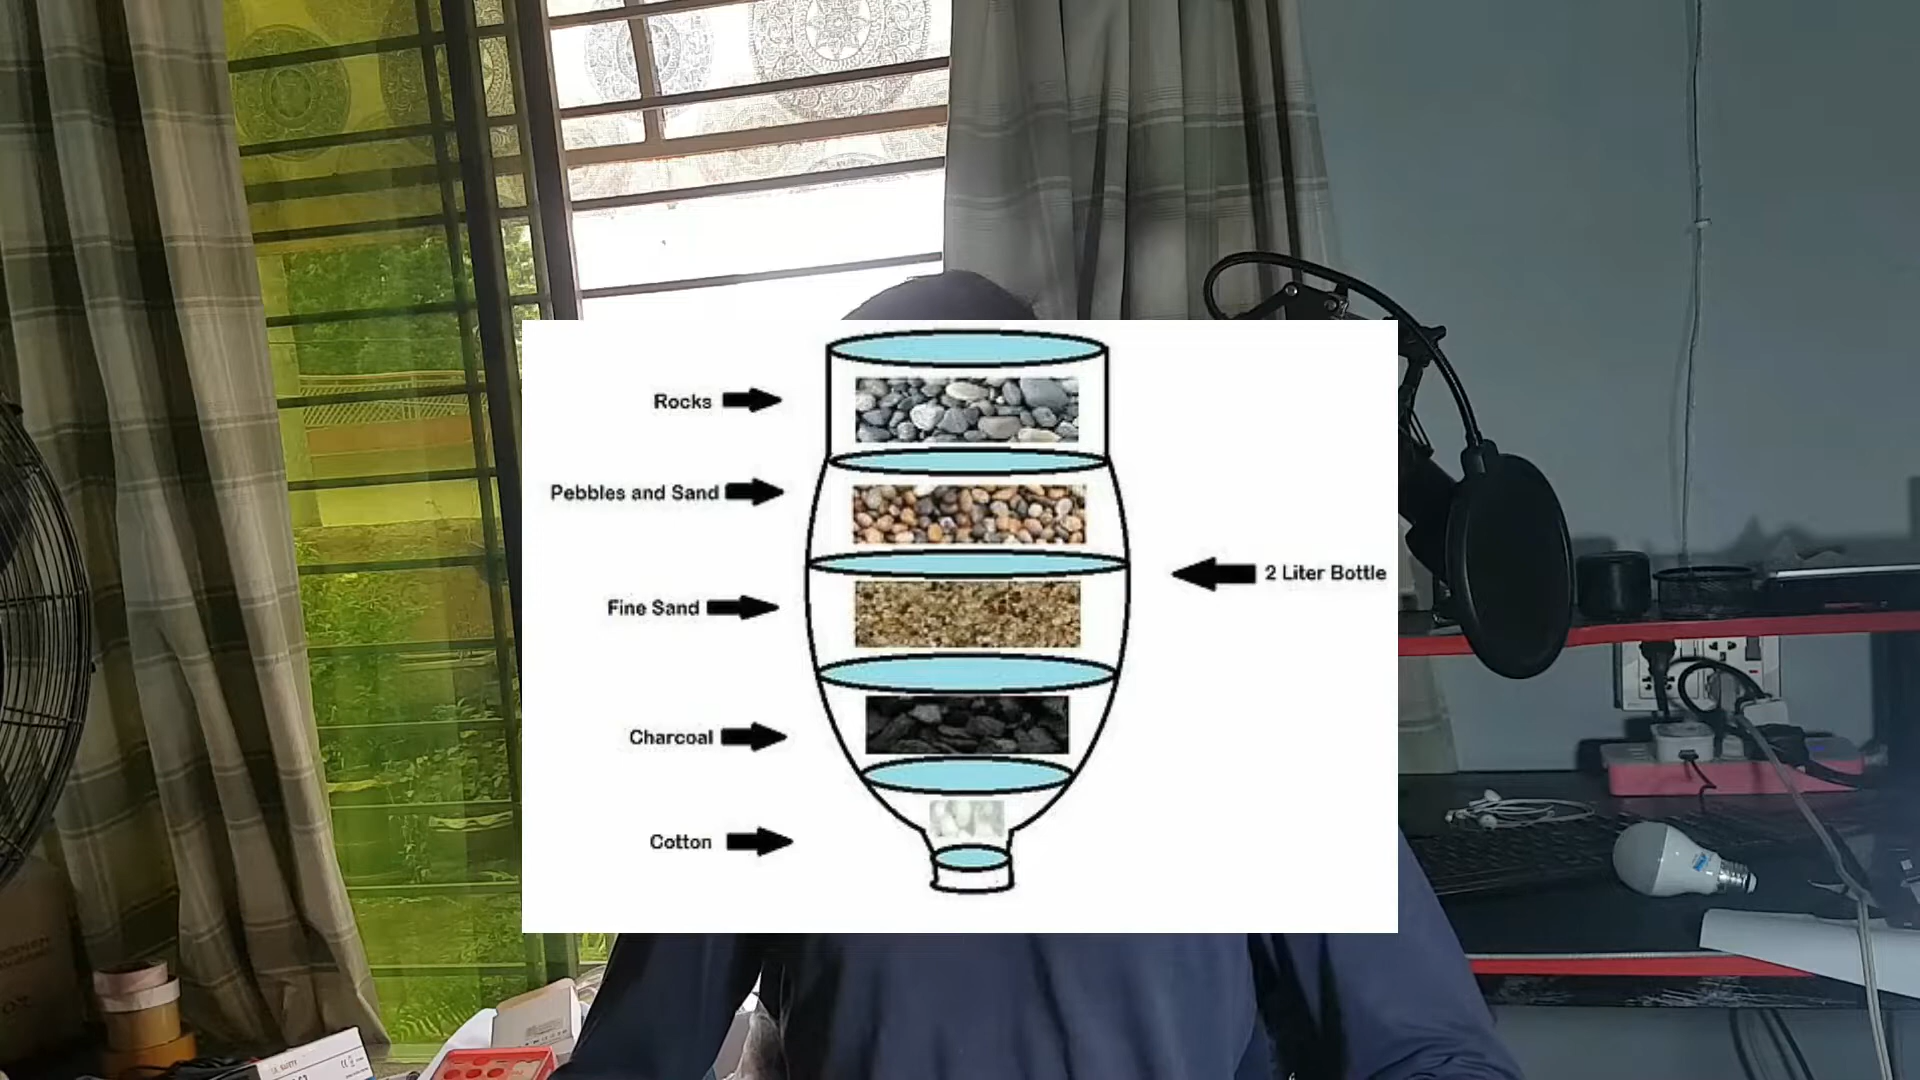 Rocks
Pebbles and Sand
Fine Sand
2 Liter Bottle
Charcoal
Cotton